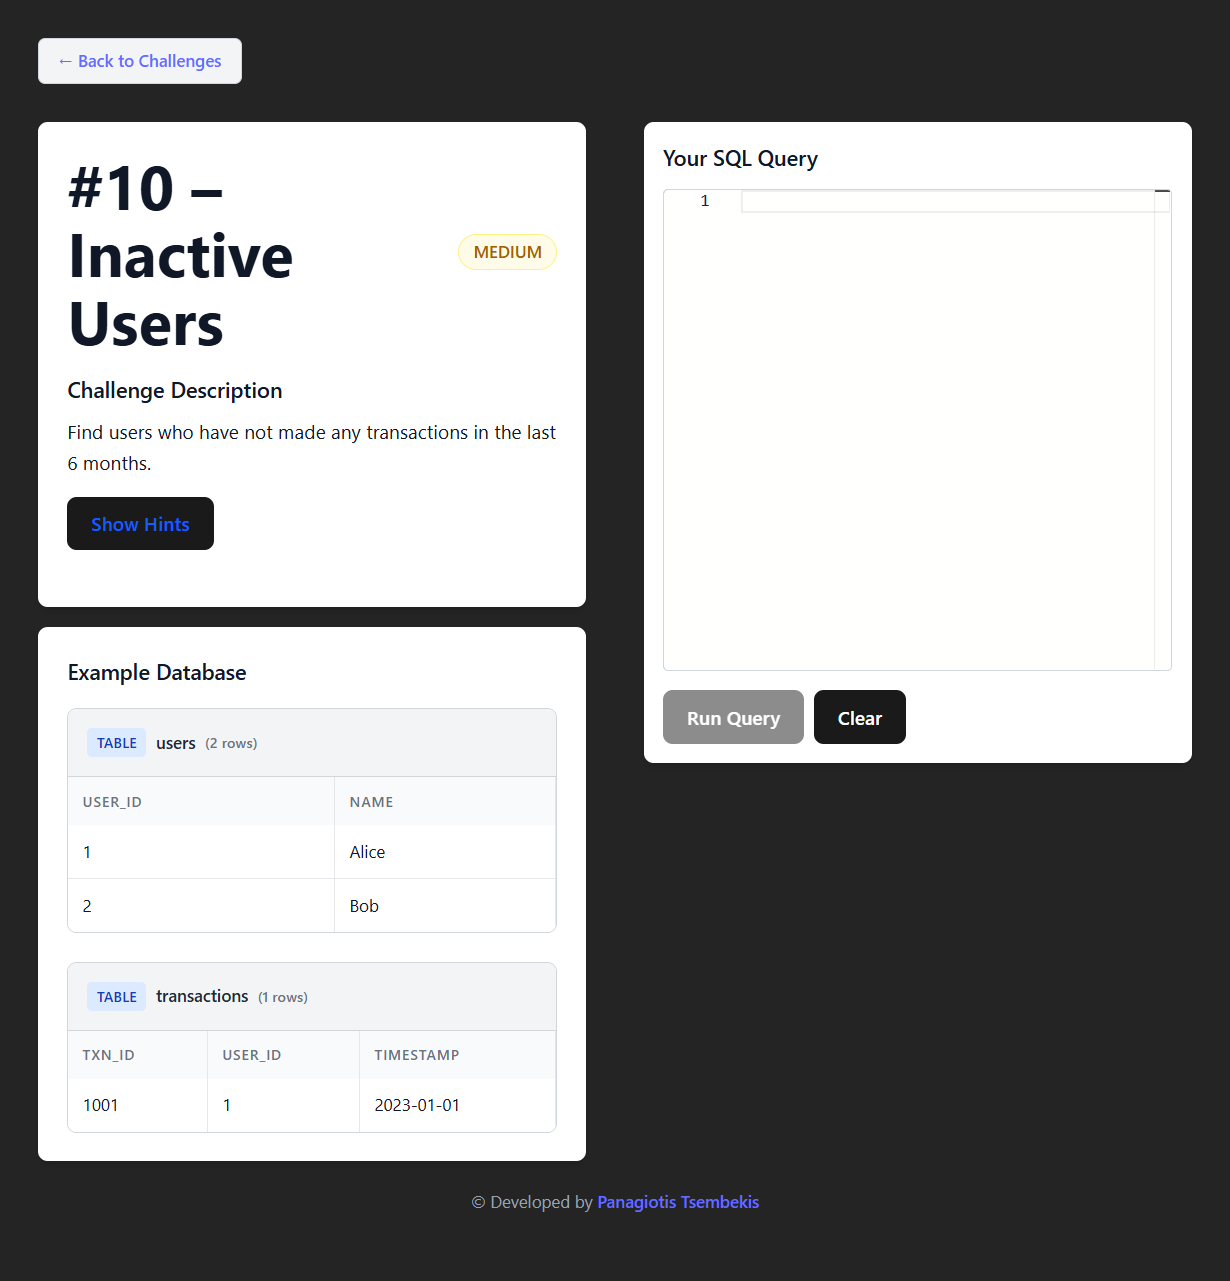 ← Back to Challenges
#10 –
Inactive
Users
MEDIUM
Challenge Description
Find users who have not made any transactions in the last
6 months.
Show Hints
Example Database
TABLE users (2 rows)
USER_ID NAME
1 Alice
2 Bob
TABLE transactions (1 rows)
TXN_ID USER_ID TIMESTAMP
1001 1 2023-01-01
Your SQL Query
1
Run Query Clear
© Developed by Panagiotis Tsembekis